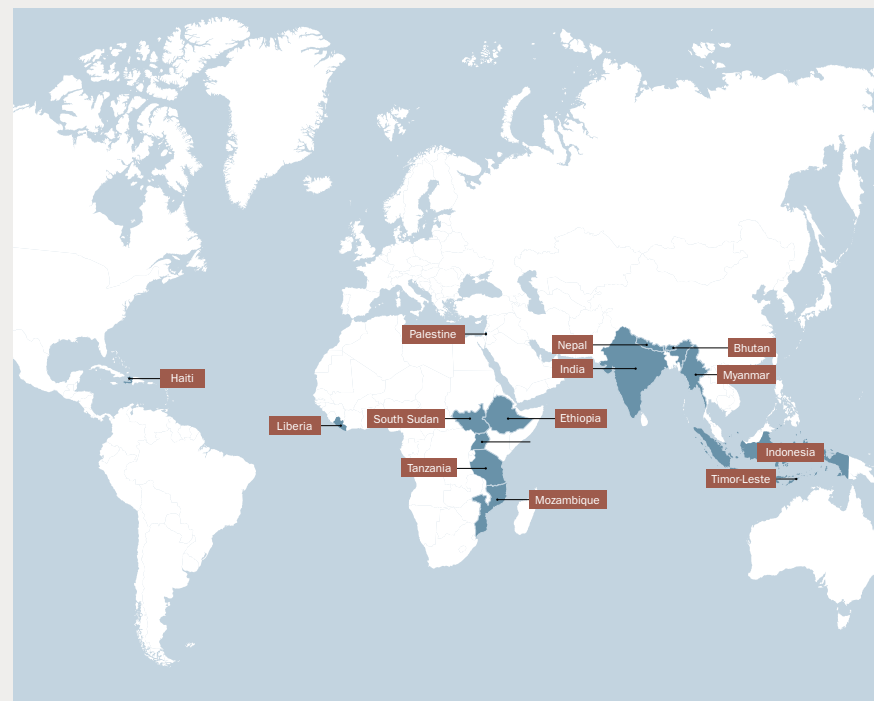 Palestine
Nepal
Bhutan
India
Myanmar
Haiti
Liberia
South Sudan
Ethiopia
Indonesia
Tanzania
Timor-Leste
Mozambique